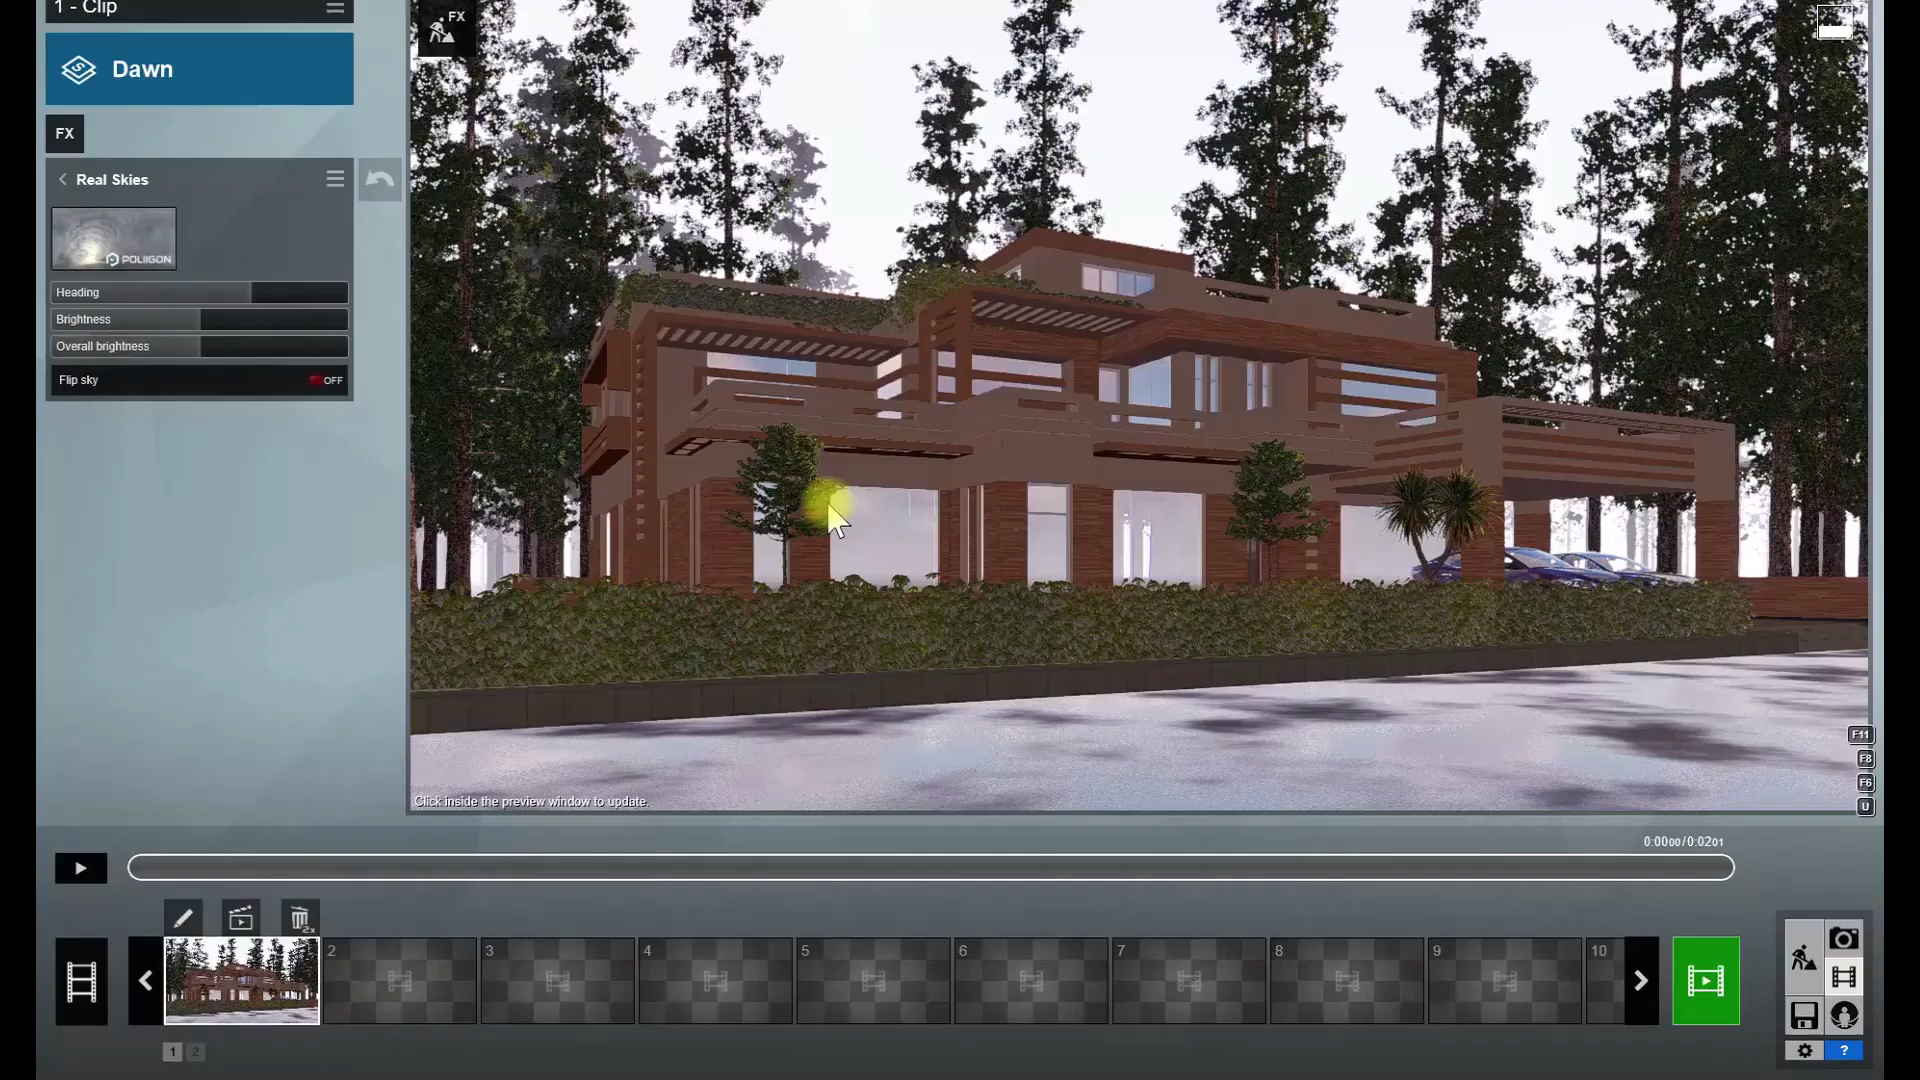 1 - Clip
FX
Dawn
FX
Real Skies
POLIIGON
Heading
Brightness
Overall brightness
Flip sky
OFF
Click inside the preview window to update.
F11
F8
F6
U
0:0000/0:0201
2x
2
3
4
5
6
7
8
9
10
1
2
?